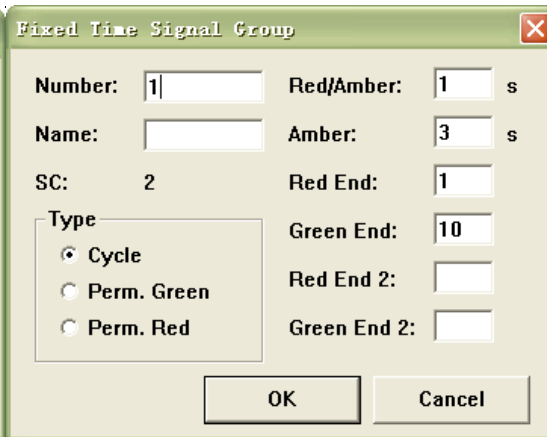 Fixed Time Signal Group
Number: 1
Name:
SC: 2
Type
Cycle
Perm. Green
Perm. Red
Red/Amber: 1 s
Amber: 3 s
Red End: 1
Green End: 10
Red End 2:
Green End 2:
OK
Cancel